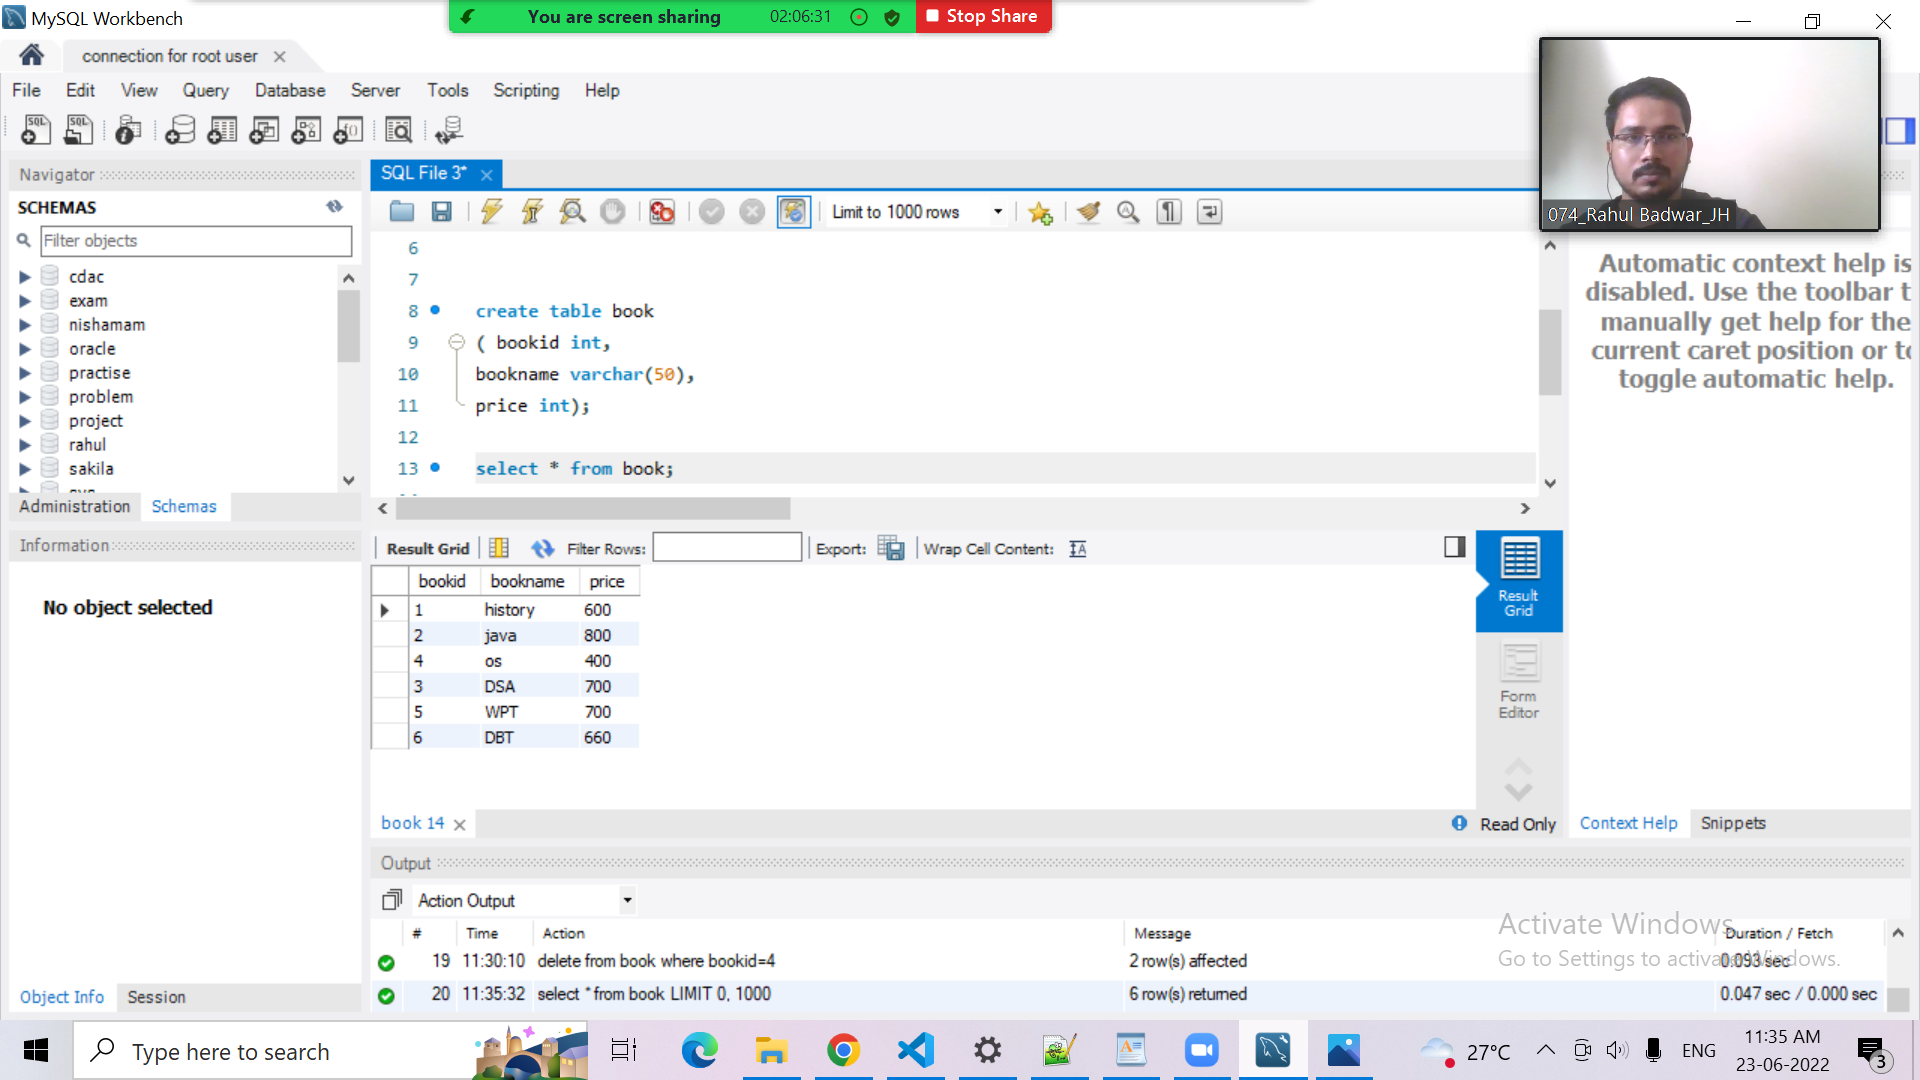 MySQL Workbench
You are screen sharing 02:06:31 Stop Share
connection for root user
File Edit View Query Database Server Tools Scripting Help
074_Rahul Badwar_JH
Navigator
SCHEMAS
Filter objects
cdac
exam
nishamam
oracle
practise
problem
project
rahul
sakila
sys
Administration Schemas
Information
No object selected
Object Info Session
SQL File 3*
Limit to 1000 rows
6
7
8 create table book
9 ( bookid int,
10 bookname varchar(50),
11 price int);
12
13 select * from book;
Automatic context help is
disabled. Use the toolbar t
manually get help for the
current caret position or to
toggle automatic help.
Result Grid Filter Rows: Export: Wrap Cell Content:
bookid bookname price
1 history 600
2 java 800
4 os 400
3 DSA 700
5 WPT 700
6 DBT 660
Result
Grid
Form
Editor
book 14 Read Only Context Help Snippets
Output
Action Output
# Time Action Message Duration / Fetch
19 11:30:10 delete from book where bookid=4 2 row(s) affected 0.093 sec
20 11:35:32 select * from book LIMIT 0, 1000 6 row(s) returned 0.047 sec / 0.000 sec
Activate Windows
Go to Settings to activate Windows.
Type here to search
27°C ENG 11:35 AM
23-06-2022
3